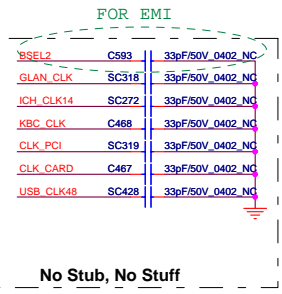 FOR EMI
BSEL2 C593 33pF/50V_0402_NC
GLAN_CLK SC318 33pF/50V_0402_NC
ICH_CLK14 SC272 33pF/50V_0402_NC
KBC_CLK C468 33pF/50V_0402_NC
CLK_PCI SC319 33pF/50V_0402_NC
CLK_CARD C467 33pF/50V_0402_NC
USB_CLK48 SC428 33pF/50V_0402_NC
No Stub, No Stuff